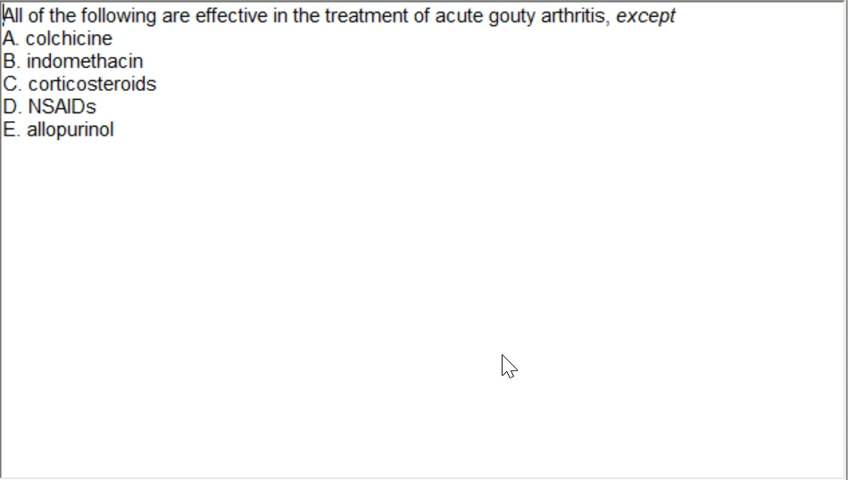 All of the following are effective in the treatment of acute gouty arthritis, except
A. colchicine
B. indomethacin
C. corticosteroids
D. NSAIDs
E. allopurinol